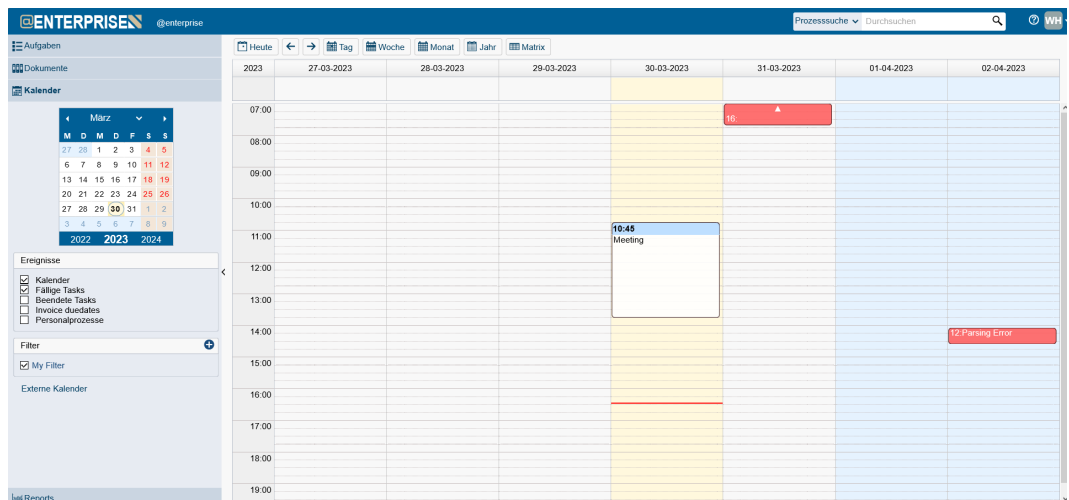 @ENTERPRISE @enterprise Prozesssuche Durchsuchen WH
Aufgaben
Dokumente
Kalender
März
M D M D F S S
27 28 1 2 3 4 5
6 7 8 9 10 11 12
13 14 15 16 17 18 19
20 21 22 23 24 25 26
27 28 29 30 31 1 2
3 4 5 6 7 8 9
2022 2023 2024
Ereignisse
Kalender
Fällige Tasks
Beendete Tasks
Invoice duedates
Personalprozesse
Filter
My Filter
Externe Kalender
Reports
Heute Tag Woche Monat Jahr Matrix
2023 27-03-2023 28-03-2023 29-03-2023 30-03-2023 31-03-2023 01-04-2023 02-04-2023
07:00
16:
08:00
09:00
10:00
10:45
11:00 Meeting
12:00
13:00
14:00 12:Parsing Error
15:00
16:00
17:00
18:00
19:00